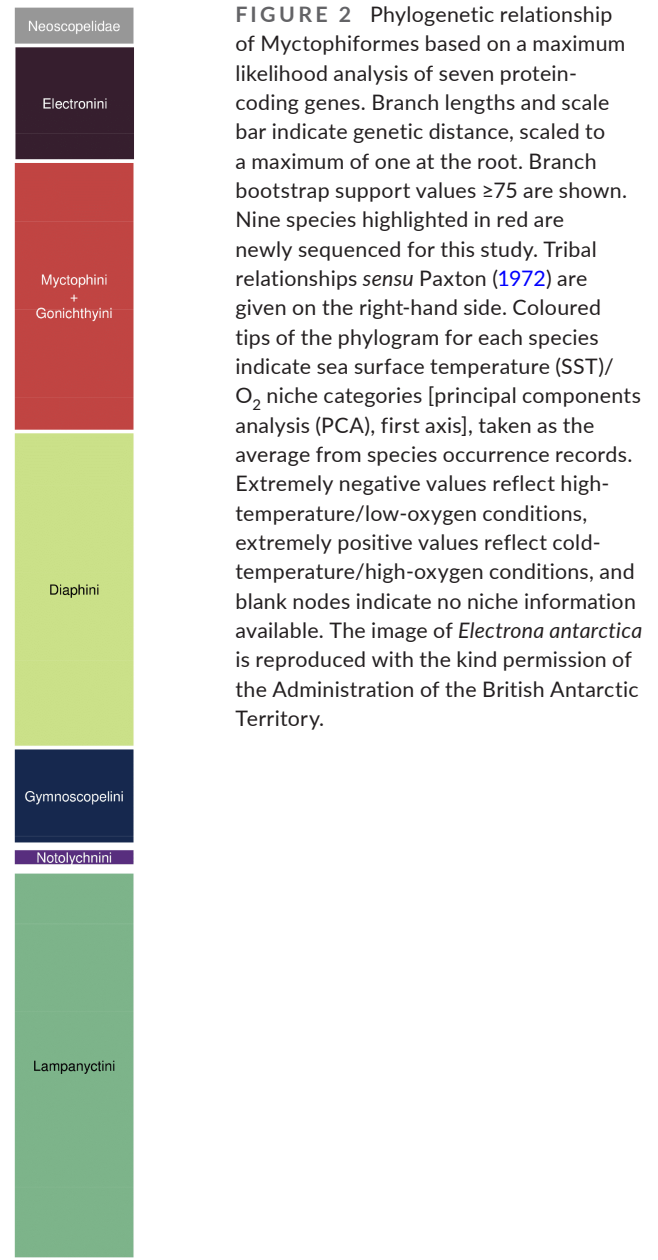 Neoscopelidae
Electronini
Myctophini
+
Gonichthyini
Diaphini
Gymnoscopelini
Notolychnini
Lampanyctini
FIGURE 2 Phylogenetic relationship
of Myctophiformes based on a maximum
likelihood analysis of seven protein-
coding genes. Branch lengths and scale
bar indicate genetic distance, scaled to
a maximum of one at the root. Branch
bootstrap support values ≥75 are shown.
Nine species highlighted in red are
newly sequenced for this study. Tribal
relationships sensu Paxton (1972) are
given on the right-hand side. Coloured
tips of the phylogram for each species
indicate sea surface temperature (SST)/
O2 niche categories [principal components
analysis (PCA), first axis], taken as the
average from species occurrence records.
Extremely negative values reflect high-
temperature/low-oxygen conditions,
extremely positive values reflect cold-
temperature/high-oxygen conditions, and
blank nodes indicate no niche information
available. The image of Electrona antarctica
is reproduced with the kind permission of
the Administration of the British Antarctic
Territory.